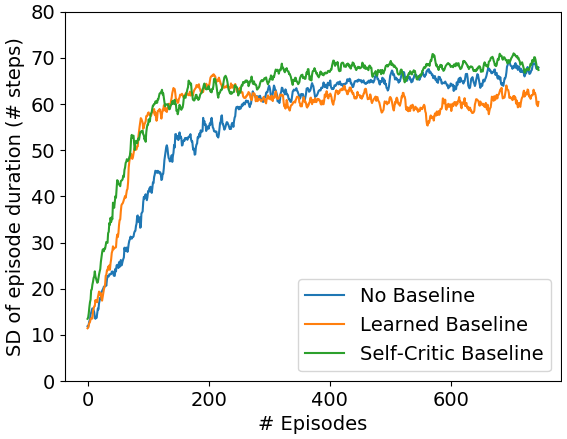 80
70
60
50
40
30
20
10
0
SD of episode duration (# steps)
No Baseline
Learned Baseline
Self-Critic Baseline
0 200 400 600
# Episodes